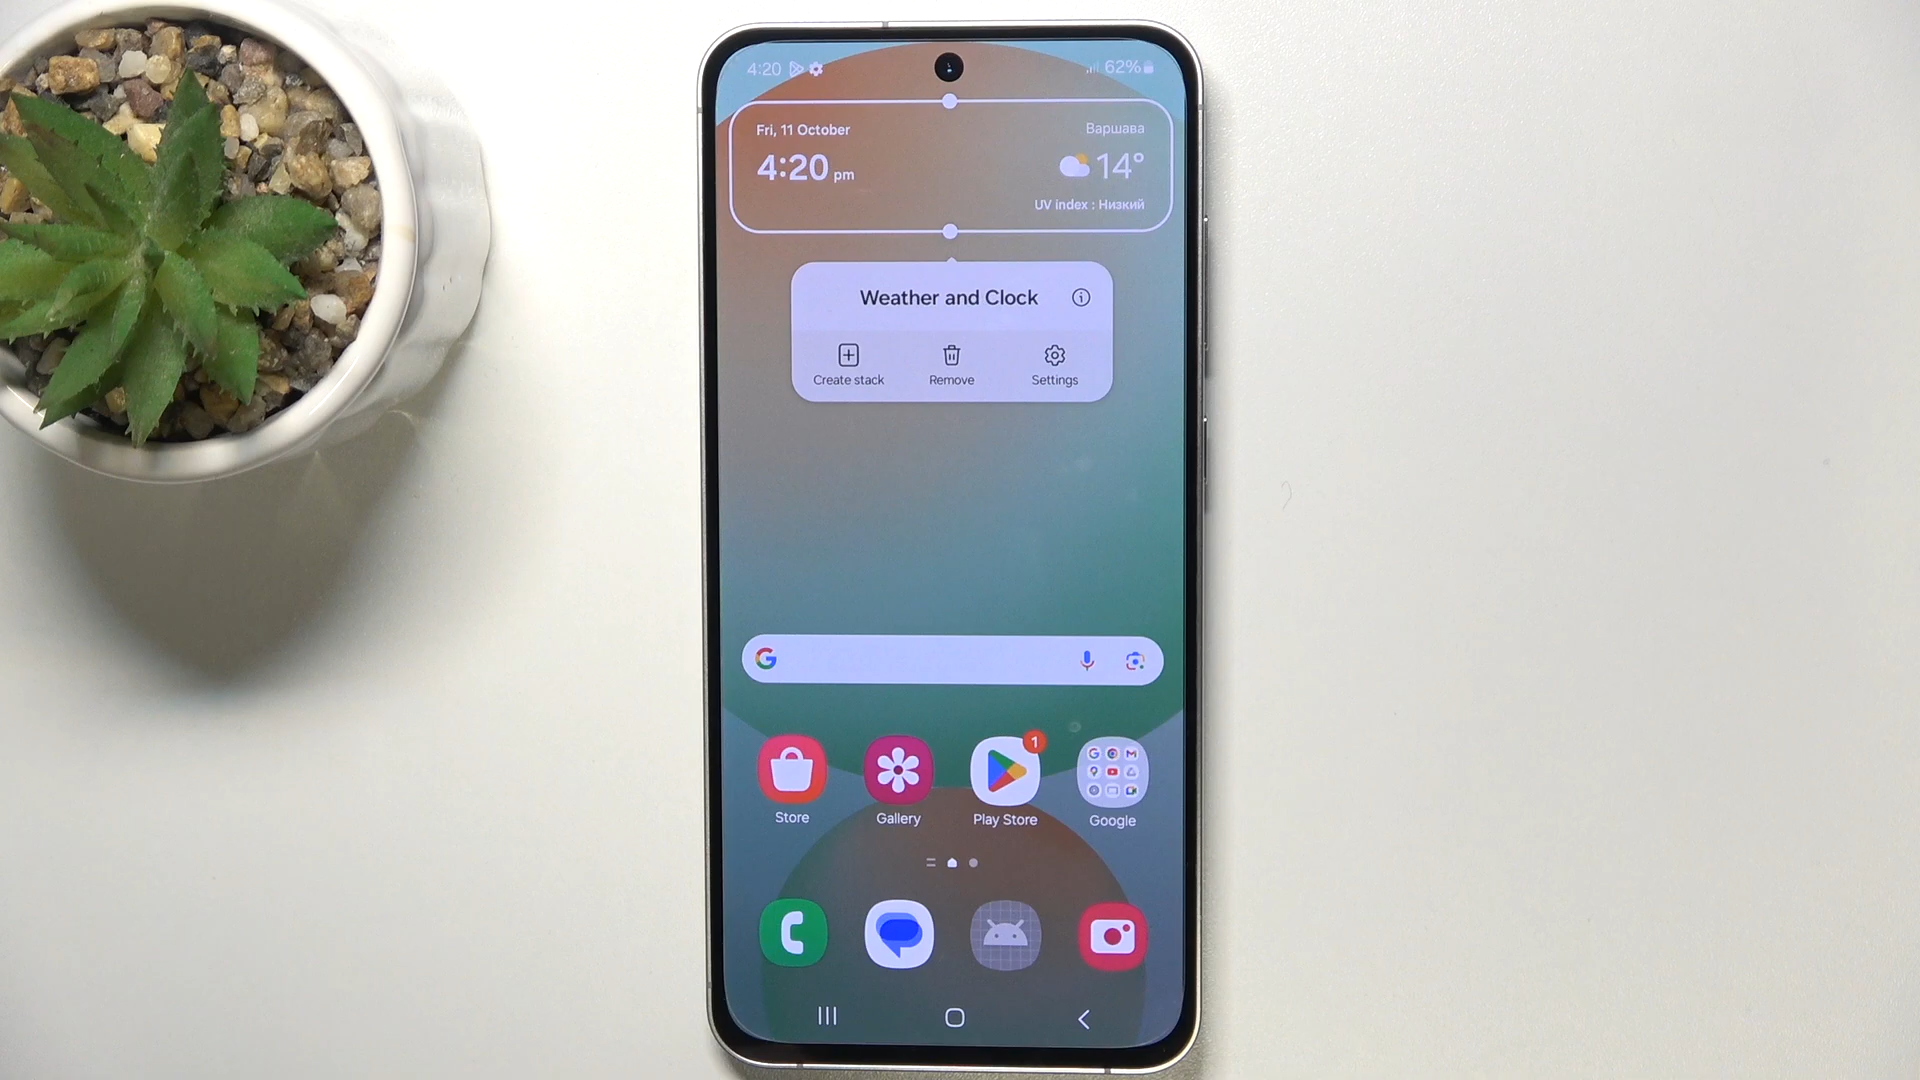 4:20
62%
Fri, 11 October
Варшава
4:20 pm
14°
UV index : Низкий
Weather and Clock
Create stack
Remove
Settings
1
Store
Gallery
Play Store
Google